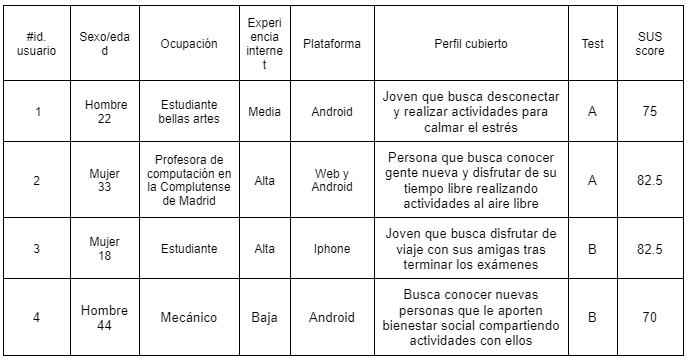 #id. usuario
Sexo/eda
d
Ocupación
Experi
encia
interne
t
Plataforma
Perfil cubierto
Test
SUS
score
1
Hombre
22
Estudiante
bellas artes
Media
Android
Joven que busca desconectar
y realizar actividades para
calmar el estrés
A
75
2
Mujer
33
Profesora de
computación en
la Complutense
de Madrid
Alta
Web y
Android
Persona que busca conocer
gente nueva y disfrutar de su
tiempo libre realizando
actividades al aire libre
A
82.5
3
Mujer
18
Estudiante
Alta
Iphone
Joven que busca disfrutar de
viaje con sus amigas tras
terminar los exámenes
B
82.5
4
Hombre
44
Mecánico
Baja
Android
Busca conocer nuevas
personas que le aporten
bienestar social compartiendo
actividades con ellos
B
70